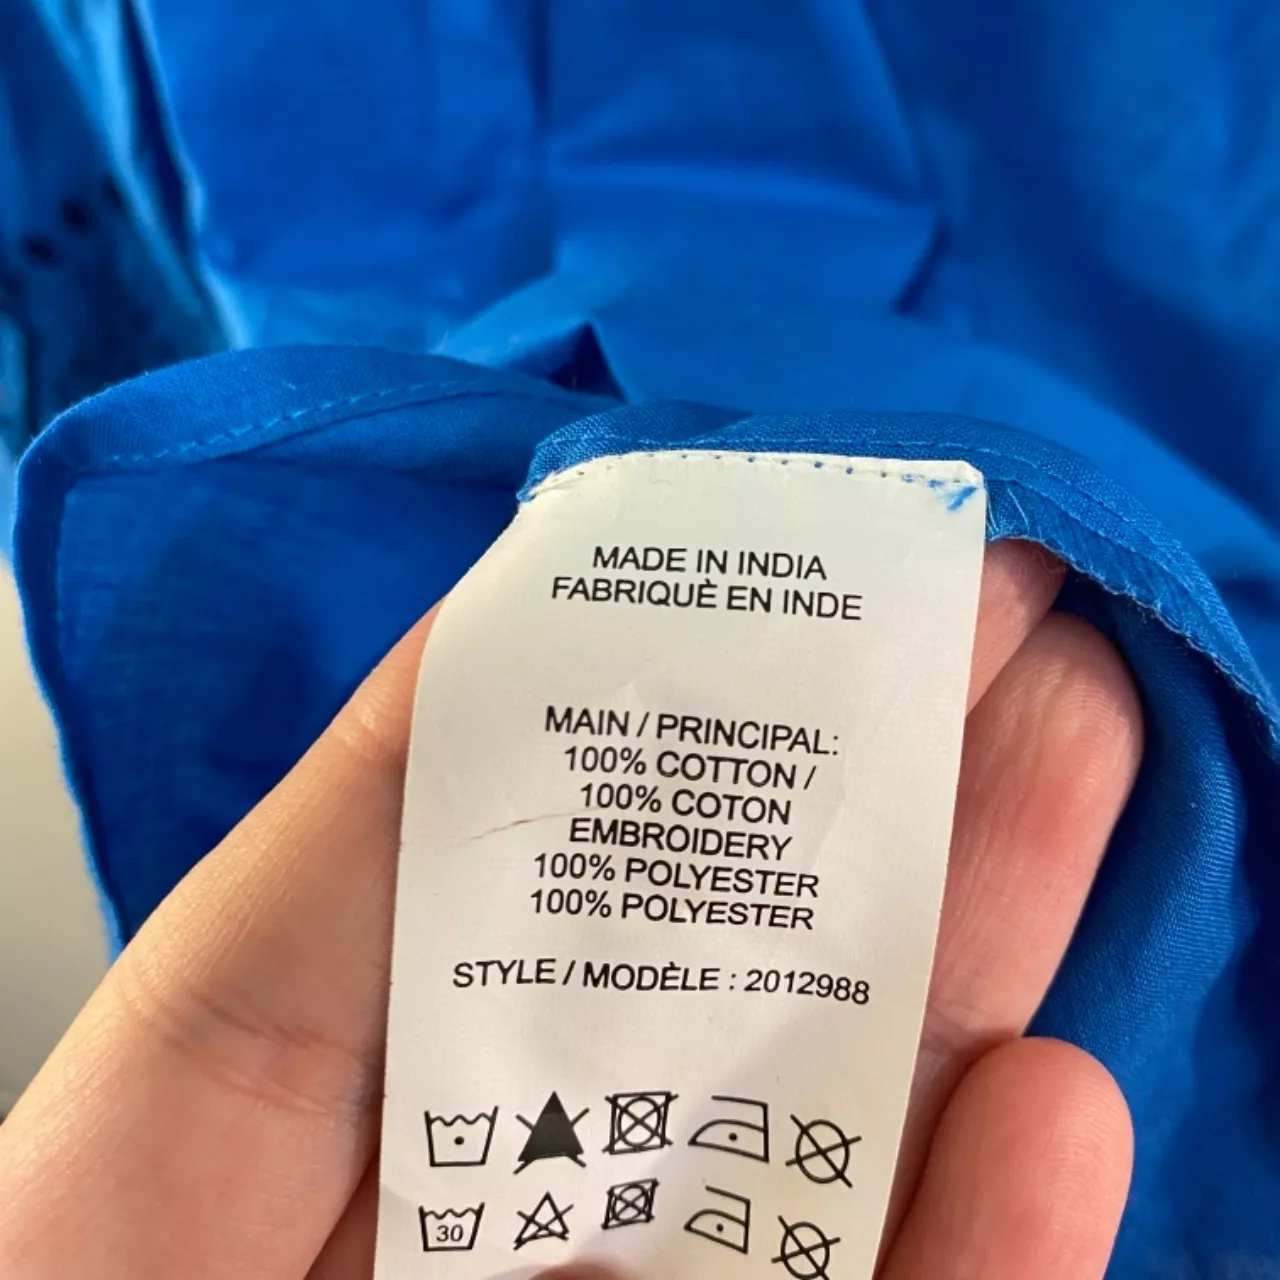 MADE IN INDIA
FABRIQUÈ EN INDE
MAIN / PRINCIPAL:
100% COTTON /
100% COTON
EMBROIDERY
100% POLYESTER
100% POLYESTER
STYLE / MODÈLE : 2012988
30